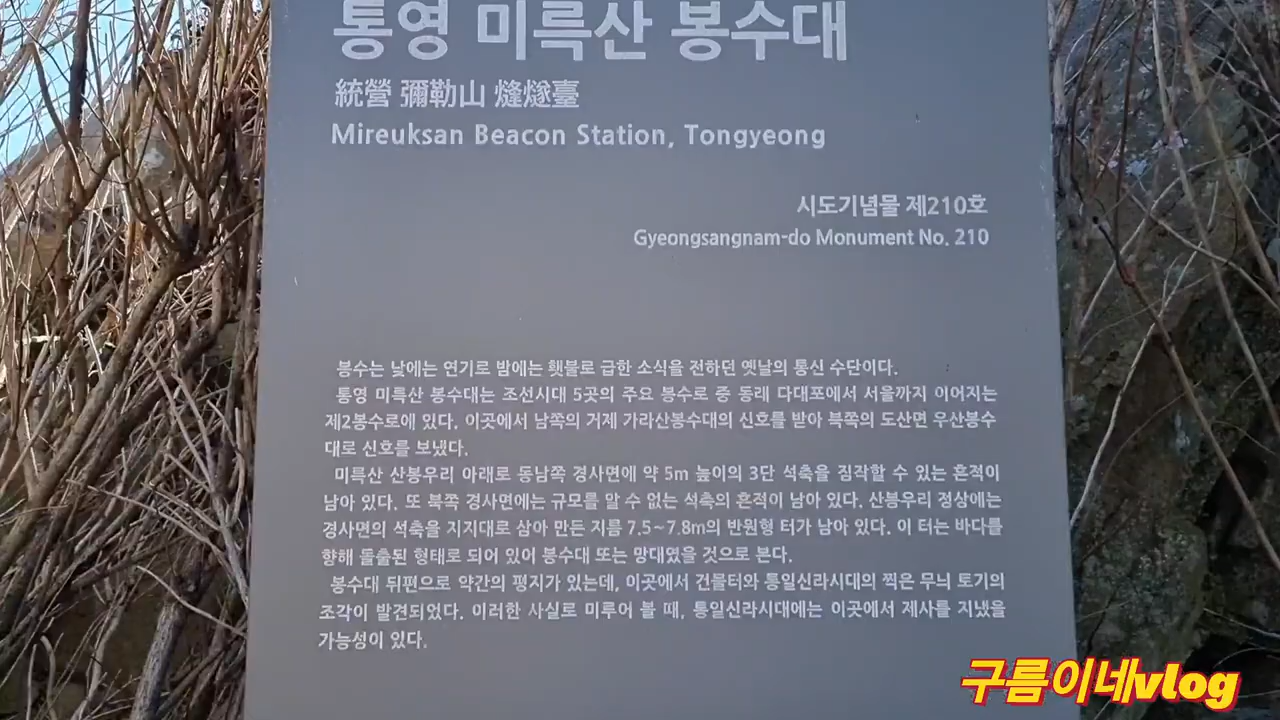 통영 미륵산 봉수대
統營 彌勒山 熢燧臺
Mireuksan Beacon Station, Tongyeong
시도기념물 제210호
Gyeongsangnam-do Monument No. 210
봉수는 낮에는 연기로 밤에는 횃불로 급한 소식을 전하던 옛날의 통신 수단이다.
통영 미륵산 봉수대는 조선시대 5곳의 주요 봉수로 중 동래 다대포에서 서울까지 이어지는
제2봉수로에 있다. 이곳에서 남쪽의 거제 가라산봉수대의 신호를 받아 북쪽의 도산면 우산봉수
대로 신호를 보냈다.
미륵산 산봉우리 아래로 동남쪽 경사면에 약 5m 높이의 3단 석축을 짐작할 수 있는 흔적이
남아 있다. 또 북쪽 경사면에는 규모를 알 수 없는 석축의 흔적이 남아 있다. 산봉우리 정상에는
경사면의 석축을 지지대로 삼아 만든 지름 7.5~7.8m의 반원형 터가 남아 있다. 이 터는 바다를
향해 돌출된 형태로 되어 있어 봉수대 또는 망대였을 것으로 본다.
봉수대 뒤편으로 약간의 평지가 있는데, 이곳에서 건물터와 통일신라시대의 찍은 무늬 토기의
조각이 발견되었다. 이러한 사실로 미루어 볼 때, 통일신라시대에는 이곳에서 제사를 지냈을
가능성이 있다.
구름이네vlog